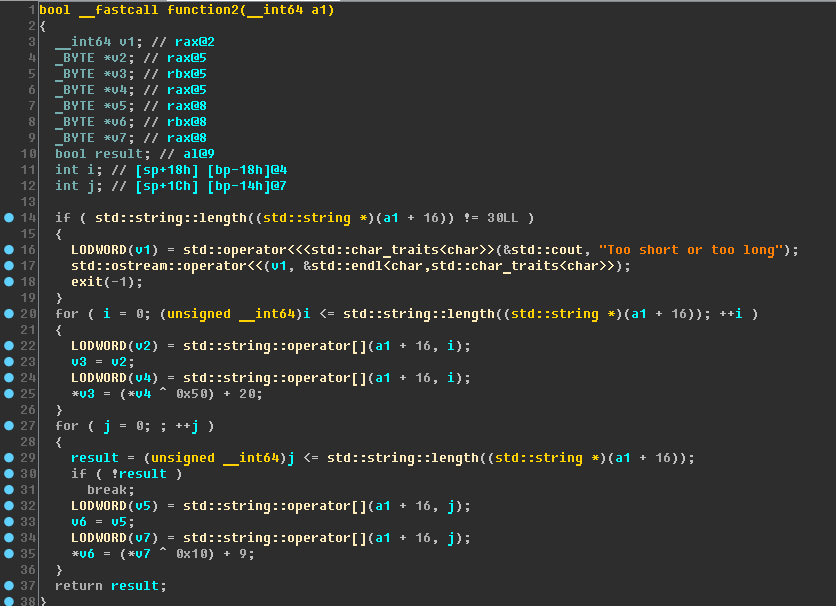 1 bool __fastcall function2(__int64 a1)
2 {
3 __int64 v1; // rax@2
4 _BYTE *v2; // rax@5
5 _BYTE *v3; // rbx@5
6 _BYTE *v4; // rax@5
7 _BYTE *v5; // rax@8
8 _BYTE *v6; // rbx@8
9 _BYTE *v7; // rax@8
10 bool result; // al@9
11 int i; // [sp+18h] [bp-18h]@4
12 int j; // [sp+1Ch] [bp-14h]@7
13
14 if ( std::string::length((std::string *)(a1 + 16)) != 30LL )
15 {
16 LODWORD(v1) = std::operator<<<std::char_traits<char>>(&std::cout, "Too short or too long");
17 std::ostream::operator<<(v1, &std::endl<char,std::char_traits<char>>);
18 exit(-1);
19 }
20 for ( i = 0; (unsigned __int64)i <= std::string::length((std::string *)(a1 + 16)); ++i )
21 {
22 LODWORD(v2) = std::string::operator[](a1 + 16, i);
23 v3 = v2;
24 LODWORD(v4) = std::string::operator[](a1 + 16, i);
25 *v3 = (*v4 ^ 0x50) + 20;
26 }
27 for ( j = 0; ; ++j )
28 {
29 result = (unsigned __int64)j <= std::string::length((std::string *)(a1 + 16));
30 if ( !result )
31 break;
32 LODWORD(v5) = std::string::operator[](a1 + 16, j);
33 v6 = v5;
34 LODWORD(v7) = std::string::operator[](a1 + 16, j);
35 *v6 = (*v7 ^ 0x10) + 9;
36 }
37 return result;
38 }